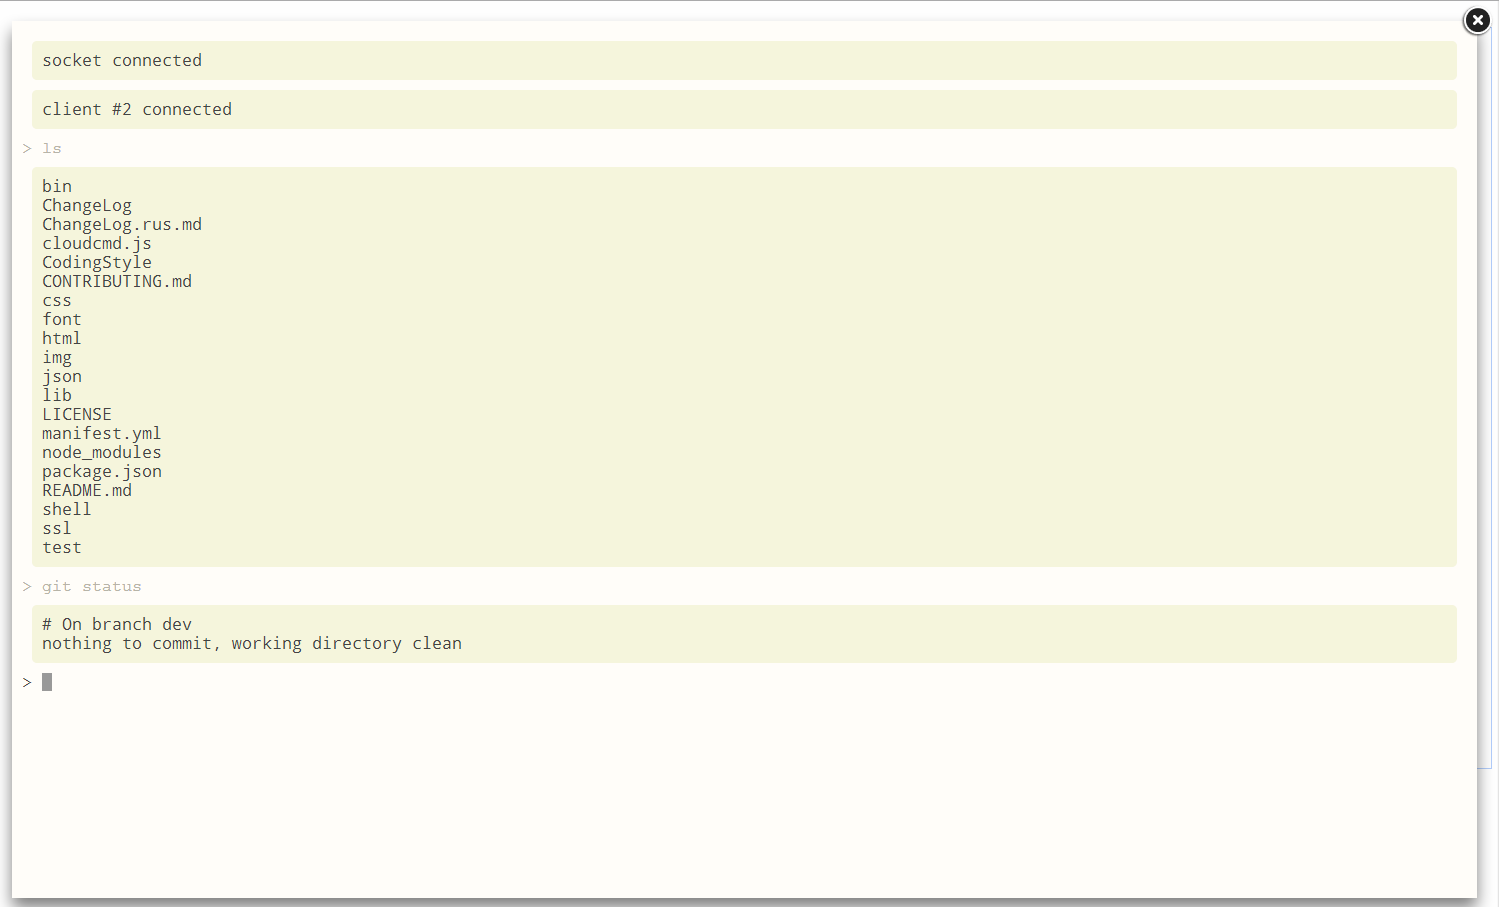 socket connected
client #2 connected
> ls
bin
ChangeLog
ChangeLog.rus.md
cloudcmd.js
CodingStyle
CONTRIBUTING.md
css
font
html
img
json
lib
LICENSE
manifest.yml
node_modules
package.json
README.md
shell
ssl
test
> git status
# On branch dev
nothing to commit, working directory clean
>